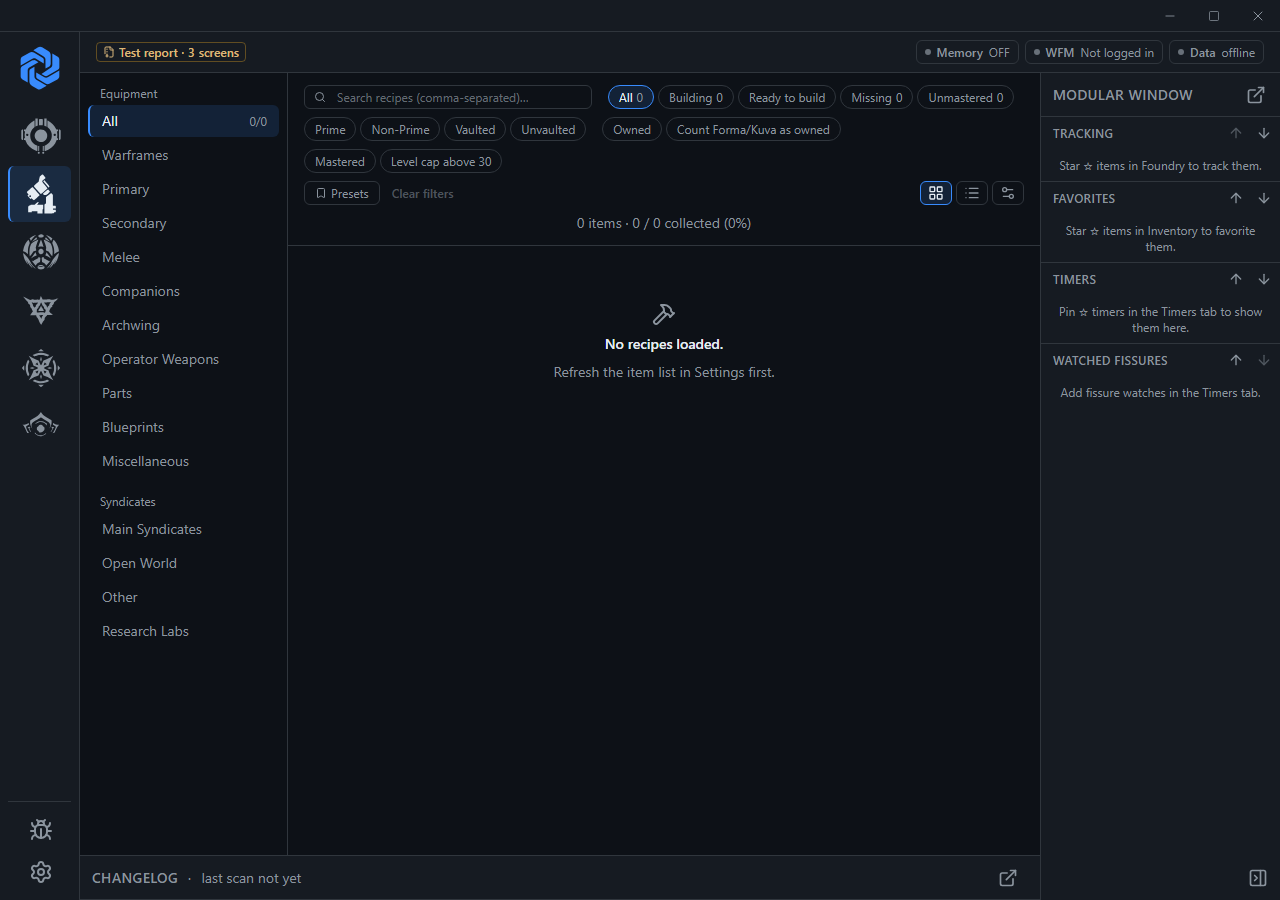 Test report · 3 screens
Memory OFF
WFM Not logged in
Data offline
Equipment
All 0/0
Warframes
Primary
Secondary
Melee
Companions
Archwing
Operator Weapons
Parts
Blueprints
Miscellaneous
Syndicates
Main Syndicates
Open World
Other
Research Labs
Search recipes (comma-separated)...
All 0
Building 0
Ready to build
Missing 0
Unmastered 0
Prime
Non-Prime
Vaulted
Unvaulted
Owned
Count Forma/Kuva as owned
Mastered
Level cap above 30
Presets
Clear filters
0 items · 0 / 0 collected (0%)
No recipes loaded.
Refresh the item list in Settings first.
MODULAR WINDOW
TRACKING
Star ☆ items in Foundry to track them.
FAVORITES
Star ☆ items in Inventory to favorite
them.
TIMERS
Pin ☆ timers in the Timers tab to show
them here.
WATCHED FISSURES
Add fissure watches in the Timers tab.
CHANGELOG · last scan not yet